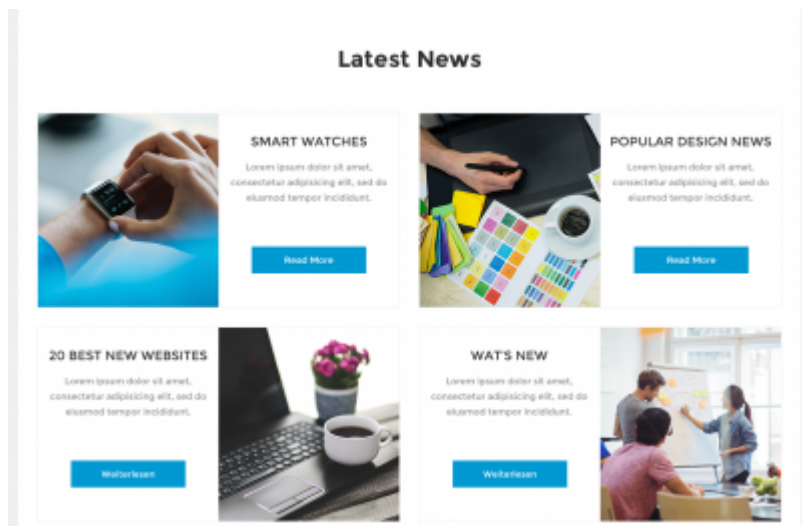 Latest News
SMART WATCHES
Lorem ipsum dolor sit amet,
consectetur adipisicing elit, sed do
eiusmod tempor incididunt.
Read More
POPULAR DESIGN NEWS
Lorem ipsum dolor sit amet,
consectetur adipisicing elit, sed do
eiusmod tempor incididunt.
Read More
20 BEST NEW WEBSITES
Lorem ipsum dolor sit amet,
consectetur adipisicing elit, sed do
eiusmod tempor incididunt.
Weiterlesen
WAT'S NEW
Lorem ipsum dolor sit amet,
consectetur adipisicing elit, sed do
eiusmod tempor incididunt.
Weiterlesen